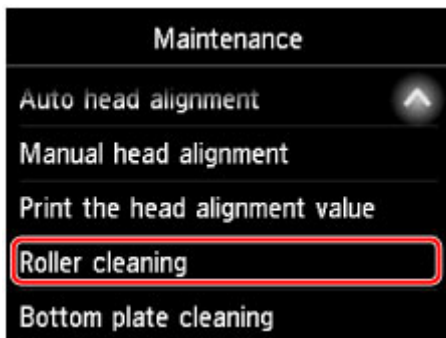 Maintenance
Auto head alignment
Manual head alignment
Print the head alignment value
Roller cleaning
Bottom plate cleaning